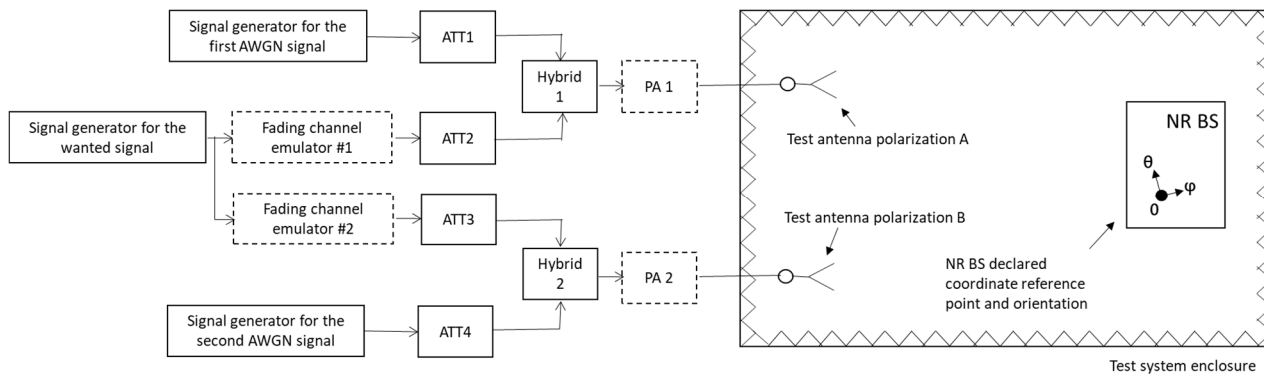 Signal generator for the
first AWGN signal
ATT1
Hybrid
1
PA 1
Signal generator for the
wanted signal
Fading channel
emulator #1
ATT2
Fading channel
emulator #2
ATT3
Hybrid
2
PA 2
Signal generator for the
second AWGN signal
ATT4
Test antenna polarization A
Test antenna polarization B
NR BS
θ
φ
0
NR BS declared
coordinate reference
point and orientation
Test system enclosure